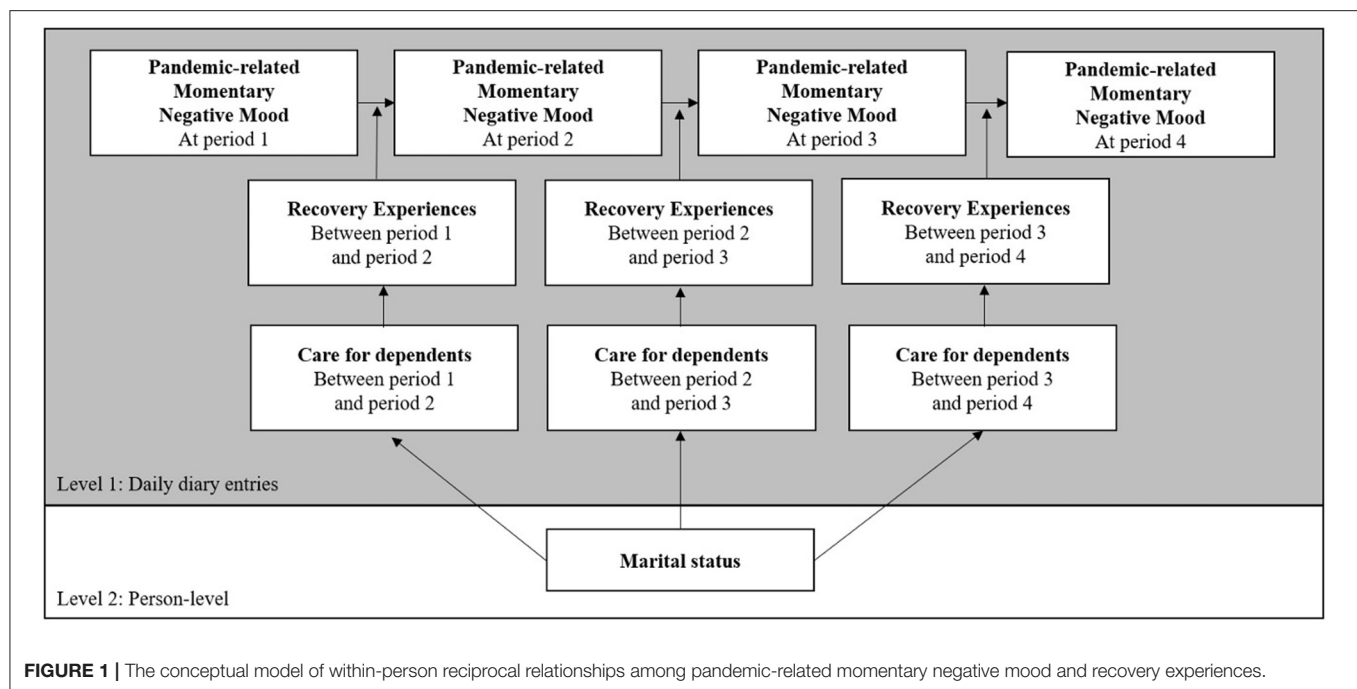 Pandemic-related
Momentary
Negative Mood
At period 1
Pandemic-related
Momentary
Negative Mood
At period 2
Pandemic-related
Momentary
Negative Mood
At period 3
Pandemic-related
Momentary
Negative Mood
At period 4
Recovery Experiences
Between period 1
and period 2
Recovery Experiences
Between period 2
and period 3
Recovery Experiences
Between period 3
and period 4
Care for dependents
Between period 1
and period 2
Care for dependents
Between period 2
and period 3
Care for dependents
Between period 3
and period 4
Level 1: Daily diary entries
Marital status
Level 2: Person-level
FIGURE 1 | The conceptual model of within-person reciprocal relationships among pandemic-related momentary negative mood and recovery experiences.